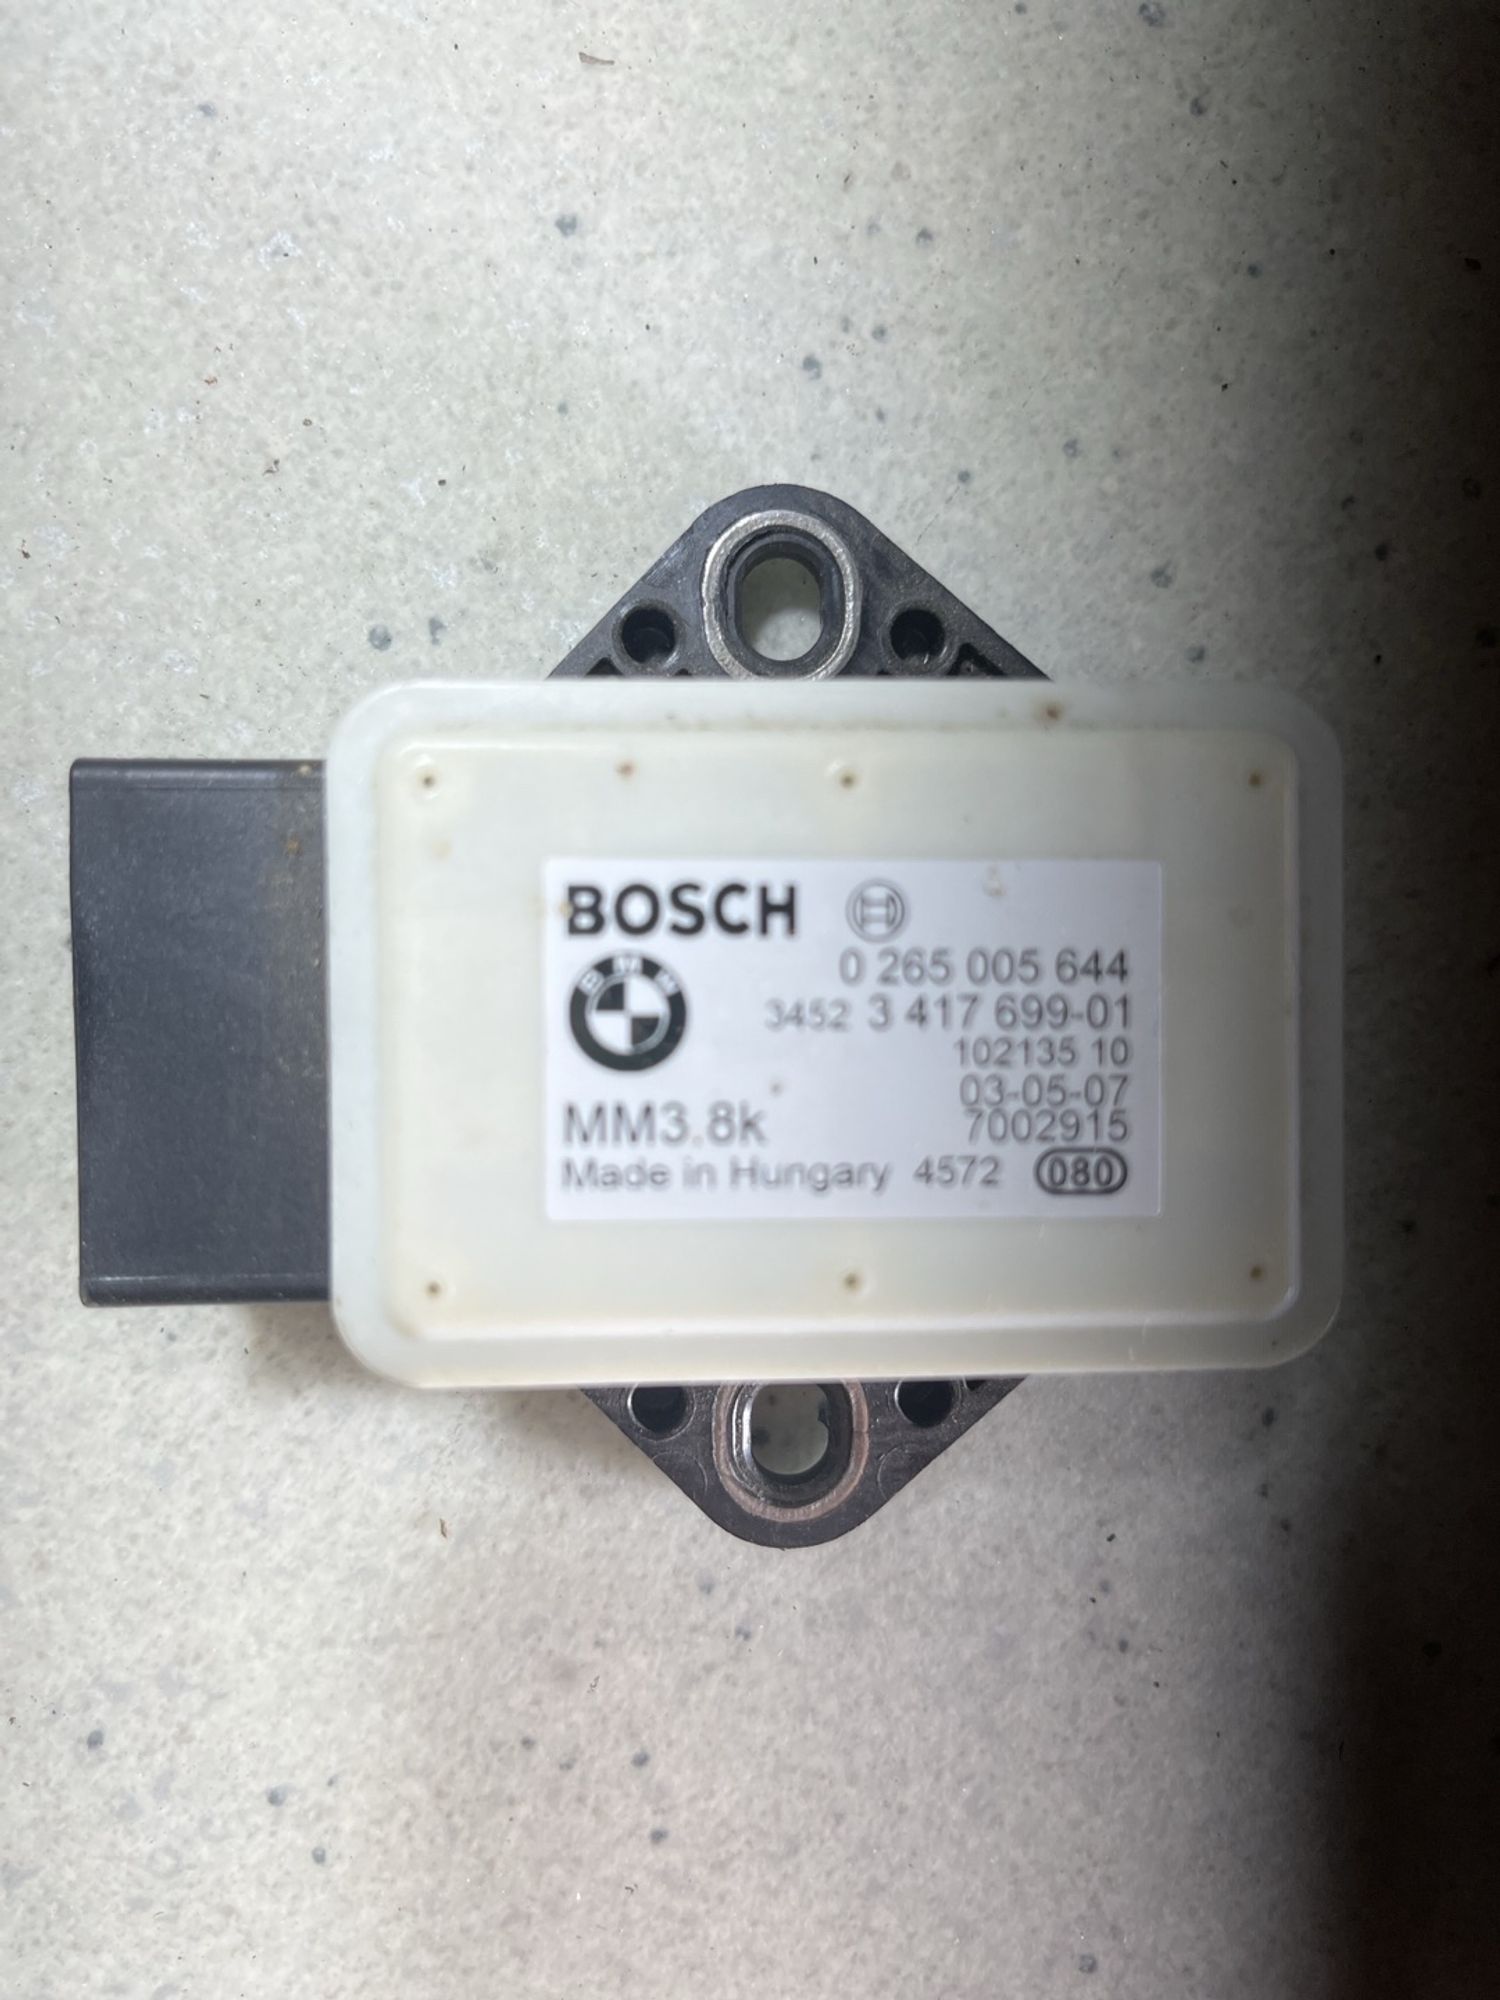 BOSCH
0 265 005 644
BMW
3452 3 417 699-01
102135 10
03-05-07
MM3.8k 7002915
Made in Hungary 4572 080